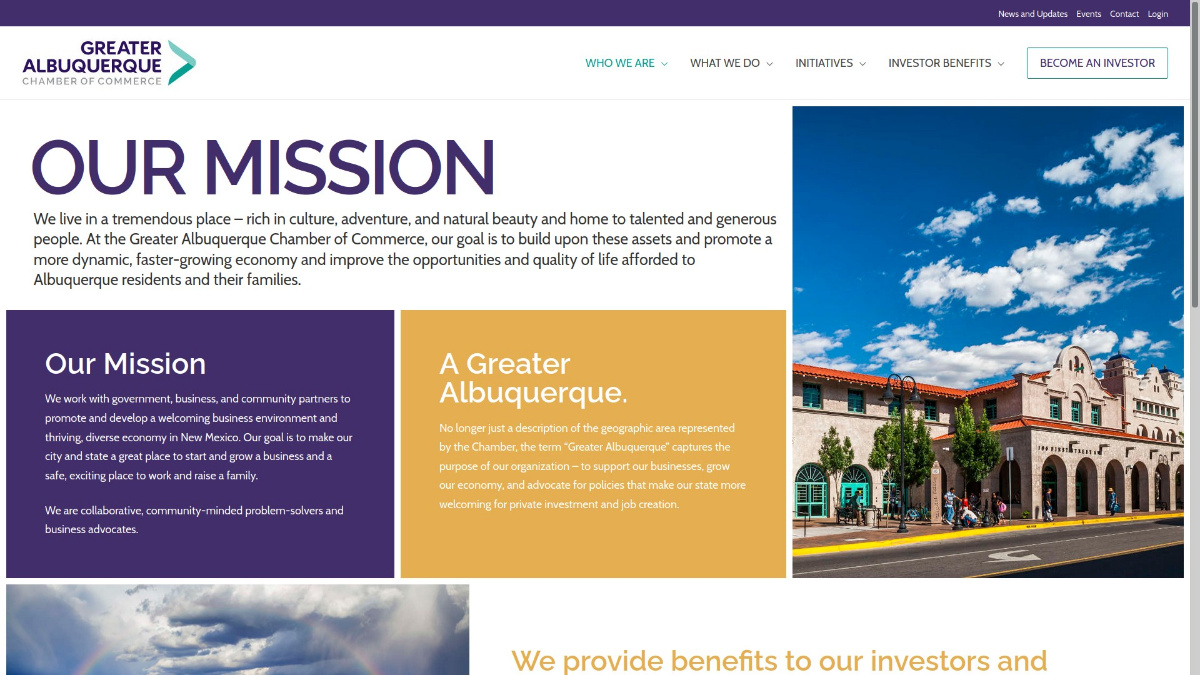 News and Updates Events Contact Login
GREATER
ALBUQUERQUE
CHAMBER OF COMMERCE
WHO WE ARE WHAT WE DO INITIATIVES INVESTOR BENEFITS BECOME AN INVESTOR
OUR MISSION
We live in a tremendous place – rich in culture, adventure, and natural beauty and home to talented and generous
people. At the Greater Albuquerque Chamber of Commerce, our goal is to build upon these assets and promote a
more dynamic, faster-growing economy and improve the opportunities and quality of life afforded to
Albuquerque residents and their families.
Our Mission
We work with government, business, and community partners to
promote and develop a welcoming business environment and
thriving, diverse economy in New Mexico. Our goal is to make our
city and state a great place to start and grow a business and a
safe, exciting place to work and raise a family.
We are collaborative, community-minded problem-solvers and
business advocates.
A Greater
Albuquerque.
No longer just a description of the geographic area represented
by the Chamber, the term “Greater Albuquerque” captures the
purpose of our organization – to support our businesses, grow
our economy, and advocate for policies that make our state more
welcoming for private investment and job creation.
We provide benefits to our investors and